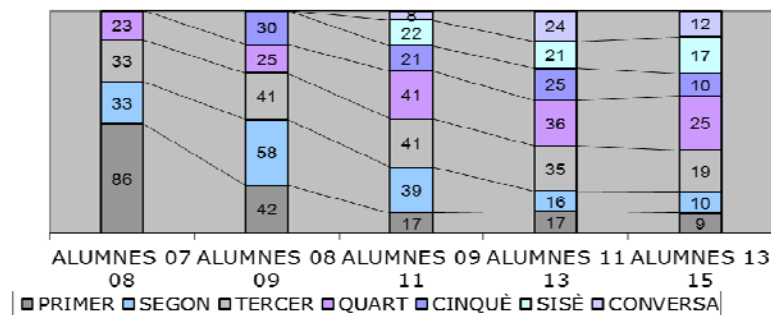 8
23 30 22 24 12
33 25 21 21 17
33 41 41 25 10
36 25
58 41 35 19
86 39 16 10
42 17 17 9
ALUMNES 07 ALUMNES 08 ALUMNES 09 ALUMNES 11 ALUMNES 13
08 09 11 13 15
PRIMER SEGON TERCER QUART CINQUÈ SISÈ CONVERSA